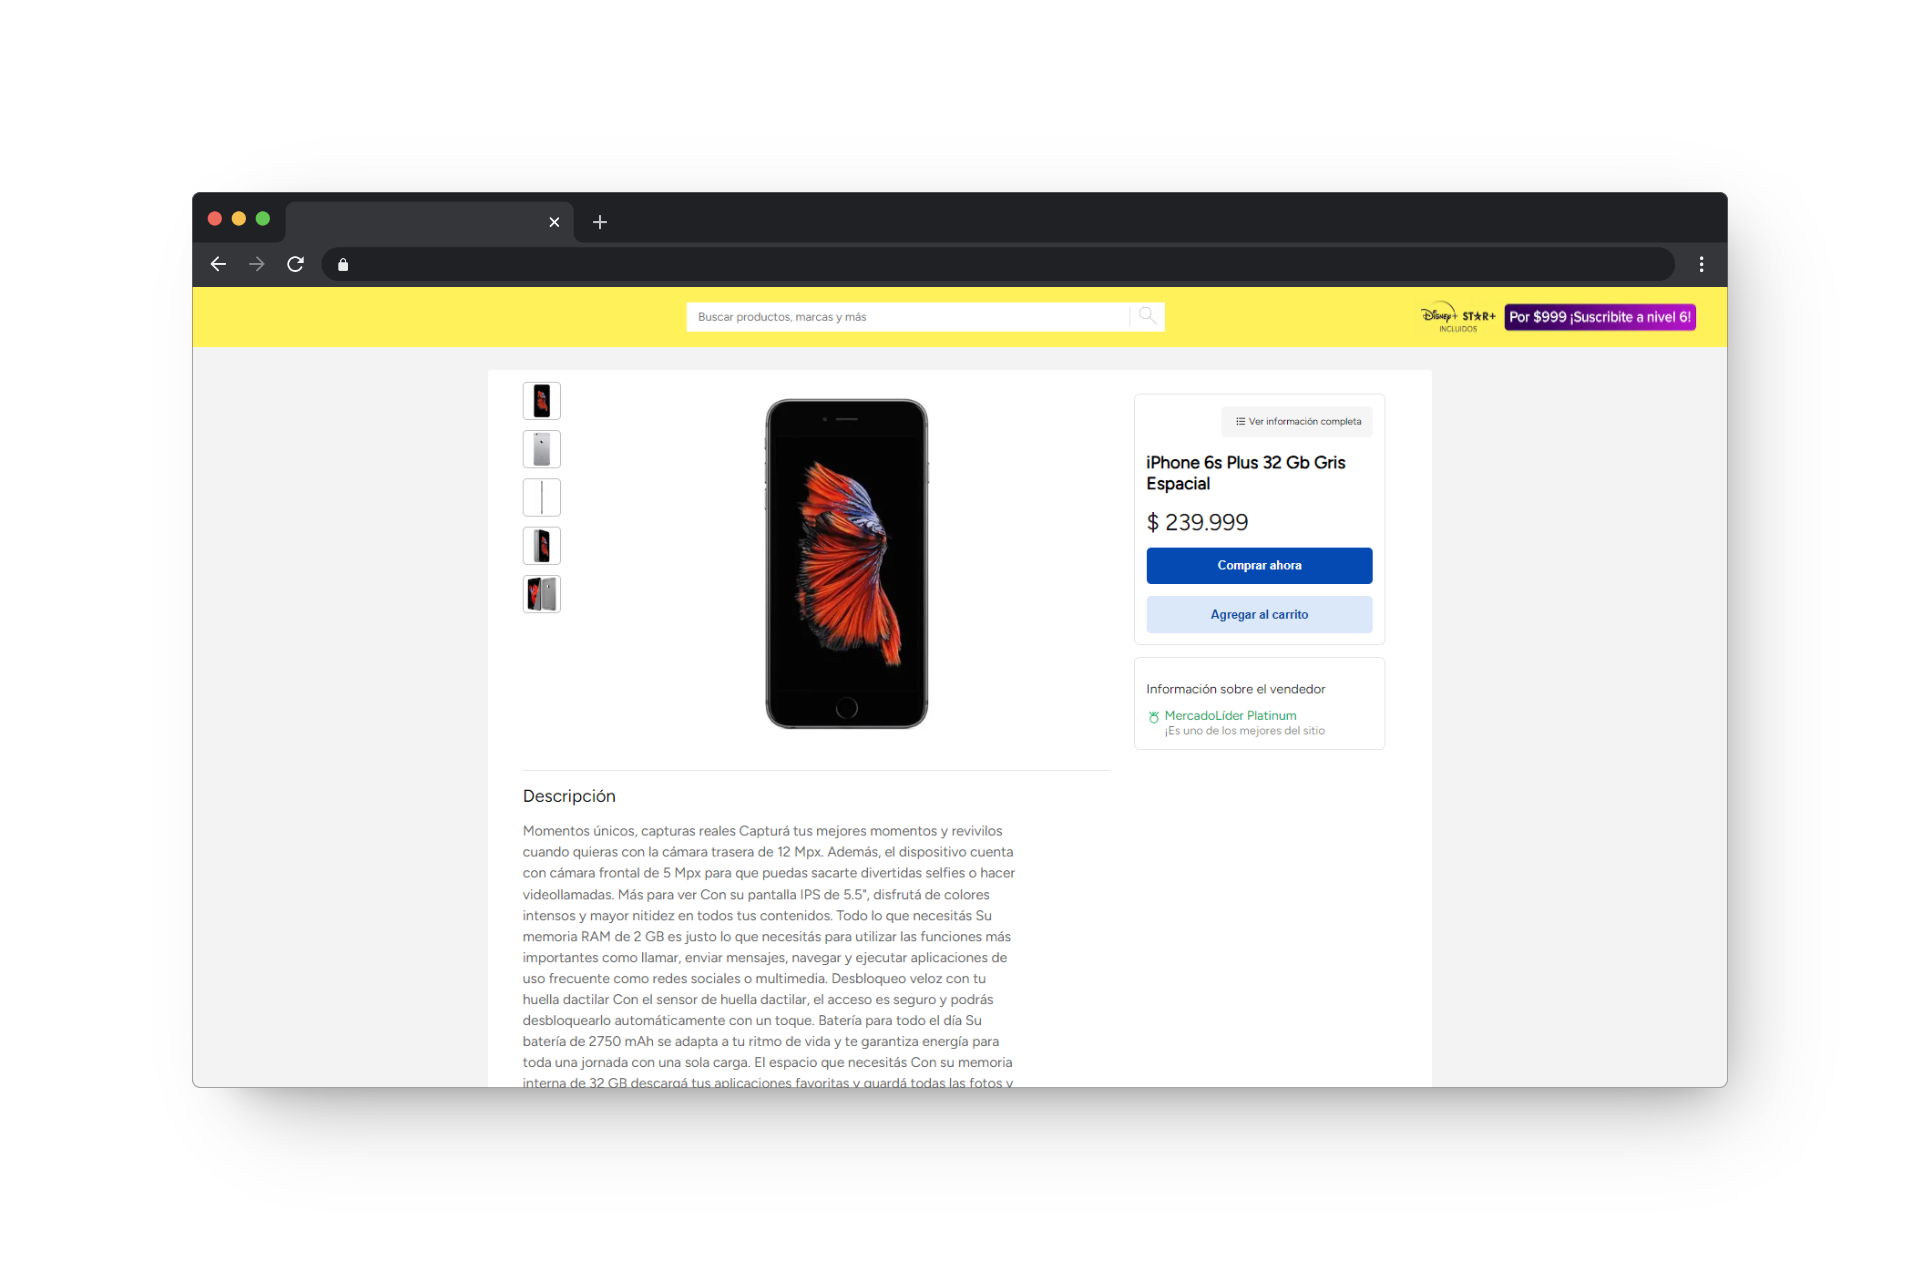 Buscar productos, marcas y más
Disney+ ST★R+
INCLUIDOS
Por $999 ¡Suscribite a nivel 6!
Ver información completa
iPhone 6s Plus 32 Gb Gris
Espacial
$ 239.999
Comprar ahora
Agregar al carrito
Información sobre el vendedor
MercadoLíder Platinum
¡Es uno de los mejores del sitio
Descripción
Momentos únicos, capturas reales Capturá tus mejores momentos y revivilos
cuando quieras con la cámara trasera de 12 Mpx. Además, el dispositivo cuenta
con cámara frontal de 5 Mpx para que puedas sacarte divertidas selfies o hacer
videollamadas. Más para ver Con su pantalla IPS de 5.5", disfrutá de colores
intensos y mayor nitidez en todos tus contenidos. Todo lo que necesitás Su
memoria RAM de 2 GB es justo lo que necesitás para utilizar las funciones más
importantes como llamar, enviar mensajes, navegar y ejecutar aplicaciones de
uso frecuente como redes sociales o multimedia. Desbloqueo veloz con tu
huella dactilar Con el sensor de huella dactilar, el acceso es seguro y podrás
desbloquearlo automáticamente con un toque. Batería para todo el día Su
batería de 2750 mAh se adapta a tu ritmo de vida y te garantiza energía para
toda una jornada con una sola carga. El espacio que necesitás Con su memoria
interna de 32 GB descargá tus aplicaciones favoritas y guardá todas las fotos y